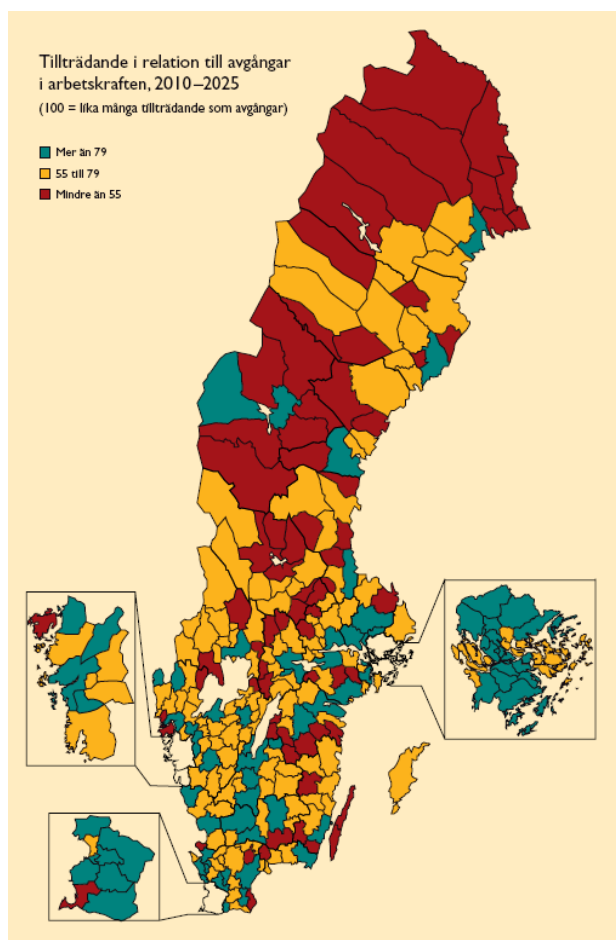 Tillträdande i relation till avgångar
i arbetskraften, 2010–2025
(100 = lika många tillträdande som avgångar)
Mer än 79
55 till 79
Mindre än 55